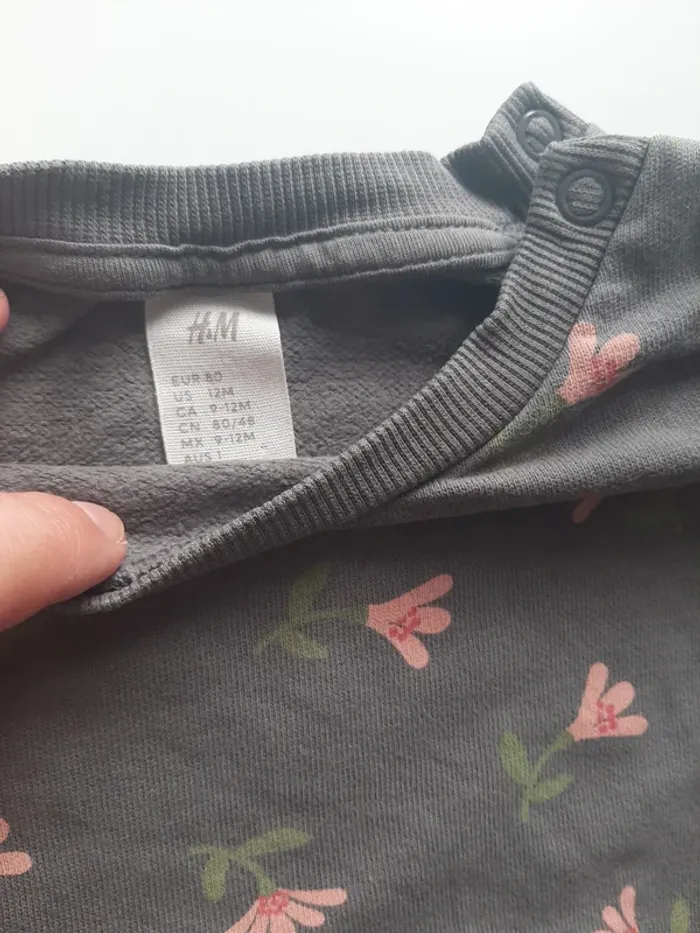 H&M
EUR 80
US 12M
CA 9-12M
CN 80/48
MX 9-12M
AUS 1